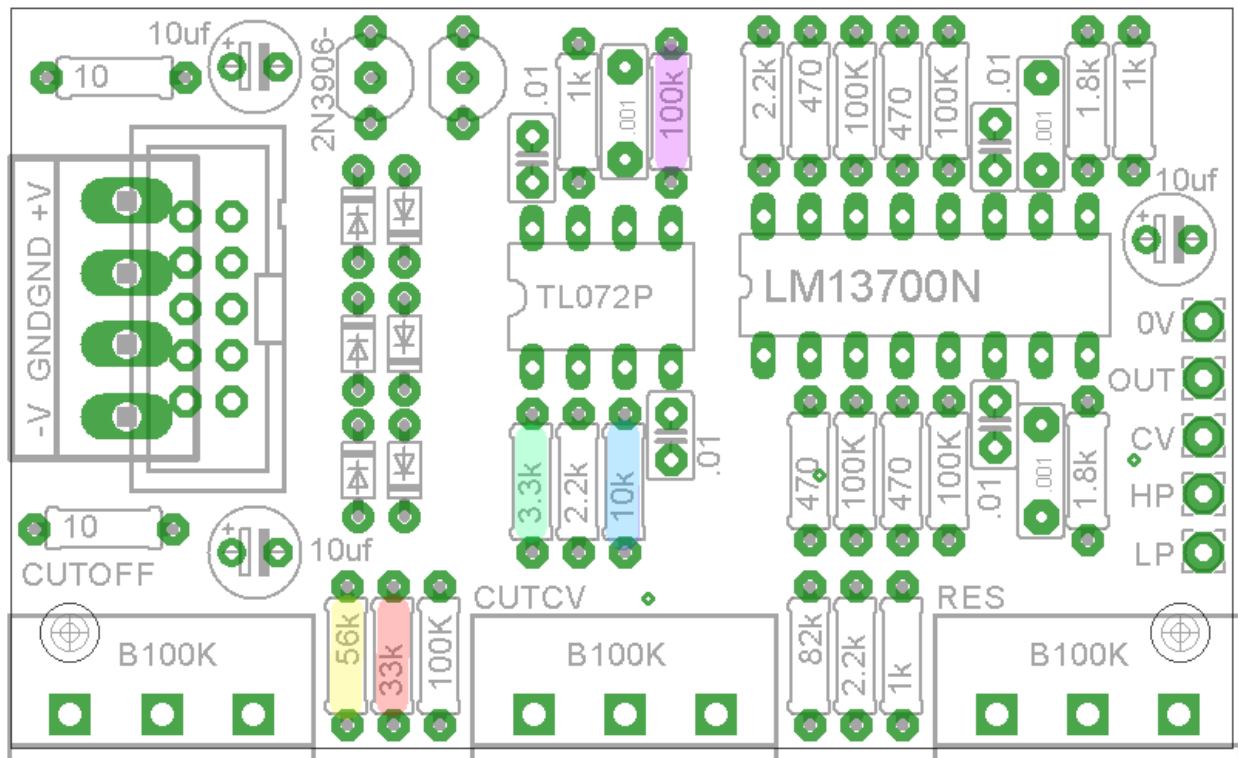 10uf
10
2N3906-
.01
1k
.001
100k
2.2k
470
100K
470
100K
.01
.001
1.8k
1k
10uf
-V GNDGND +V
TL072P
LM13700N
0V
OUT
CV
HP
LP
3.3k
2.2k
10k
.01
470
100K
470
100K
.01
.001
1.8k
10
10uf
CUTOFF
CUTCV
RES
B100K
56k
33k
100K
B100K
82k
2.2k
1k
B100K